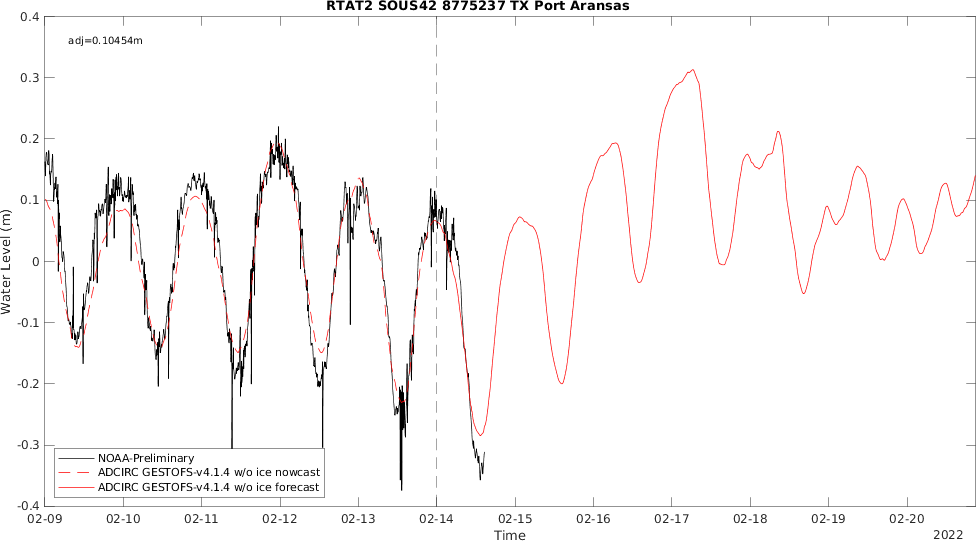 RTAT2 SOUS42 8775237 TX Port Aransas
adj=0.10454m
0.4
0.3
0.2
0.1
0
-0.1
-0.2
-0.3
-0.4
Water Level (m)
NOAA-Preliminary
ADCIRC GESTOFS-v4.1.4 w/o ice nowcast
ADCIRC GESTOFS-v4.1.4 w/o ice forecast
02-09 02-10 02-11 02-12 02-13 02-14 02-15 02-16 02-17 02-18 02-19 02-20
Time
2022